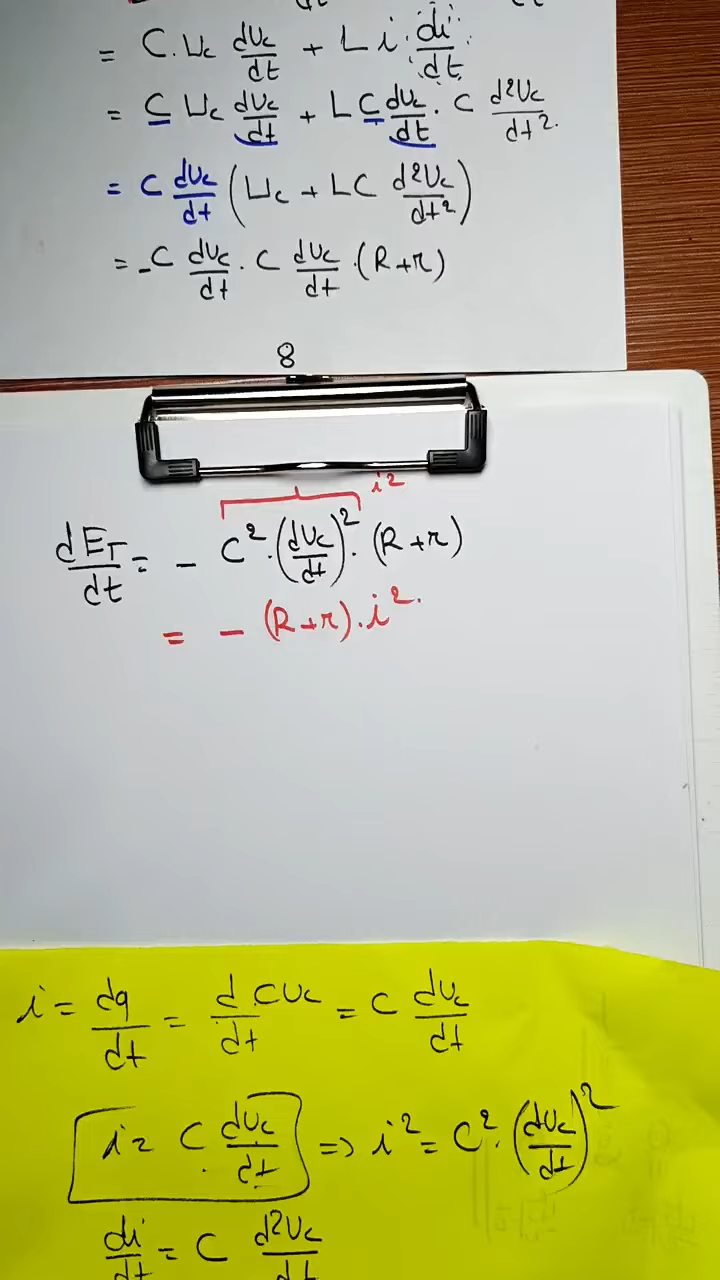 = C.Uc dUc/dt + L i . di/dt
= C Uc dUc/dt + L C dUc/dt . C d²Uc/dt².
= C dUc/dt (Uc + LC d²Uc/dt²)
= -C dUc/dt . C dUc/dt . (R+r)
8
i²
dE_T/dt = - C² . (dUc/dt)² . (R+r)
= - (R+r) . i².
i = dq/dt = d/dt CUc = C dUc/dt
i = C dUc/dt => i² = C² . (dUc/dt)²
di/dt = C d²Uc/dt